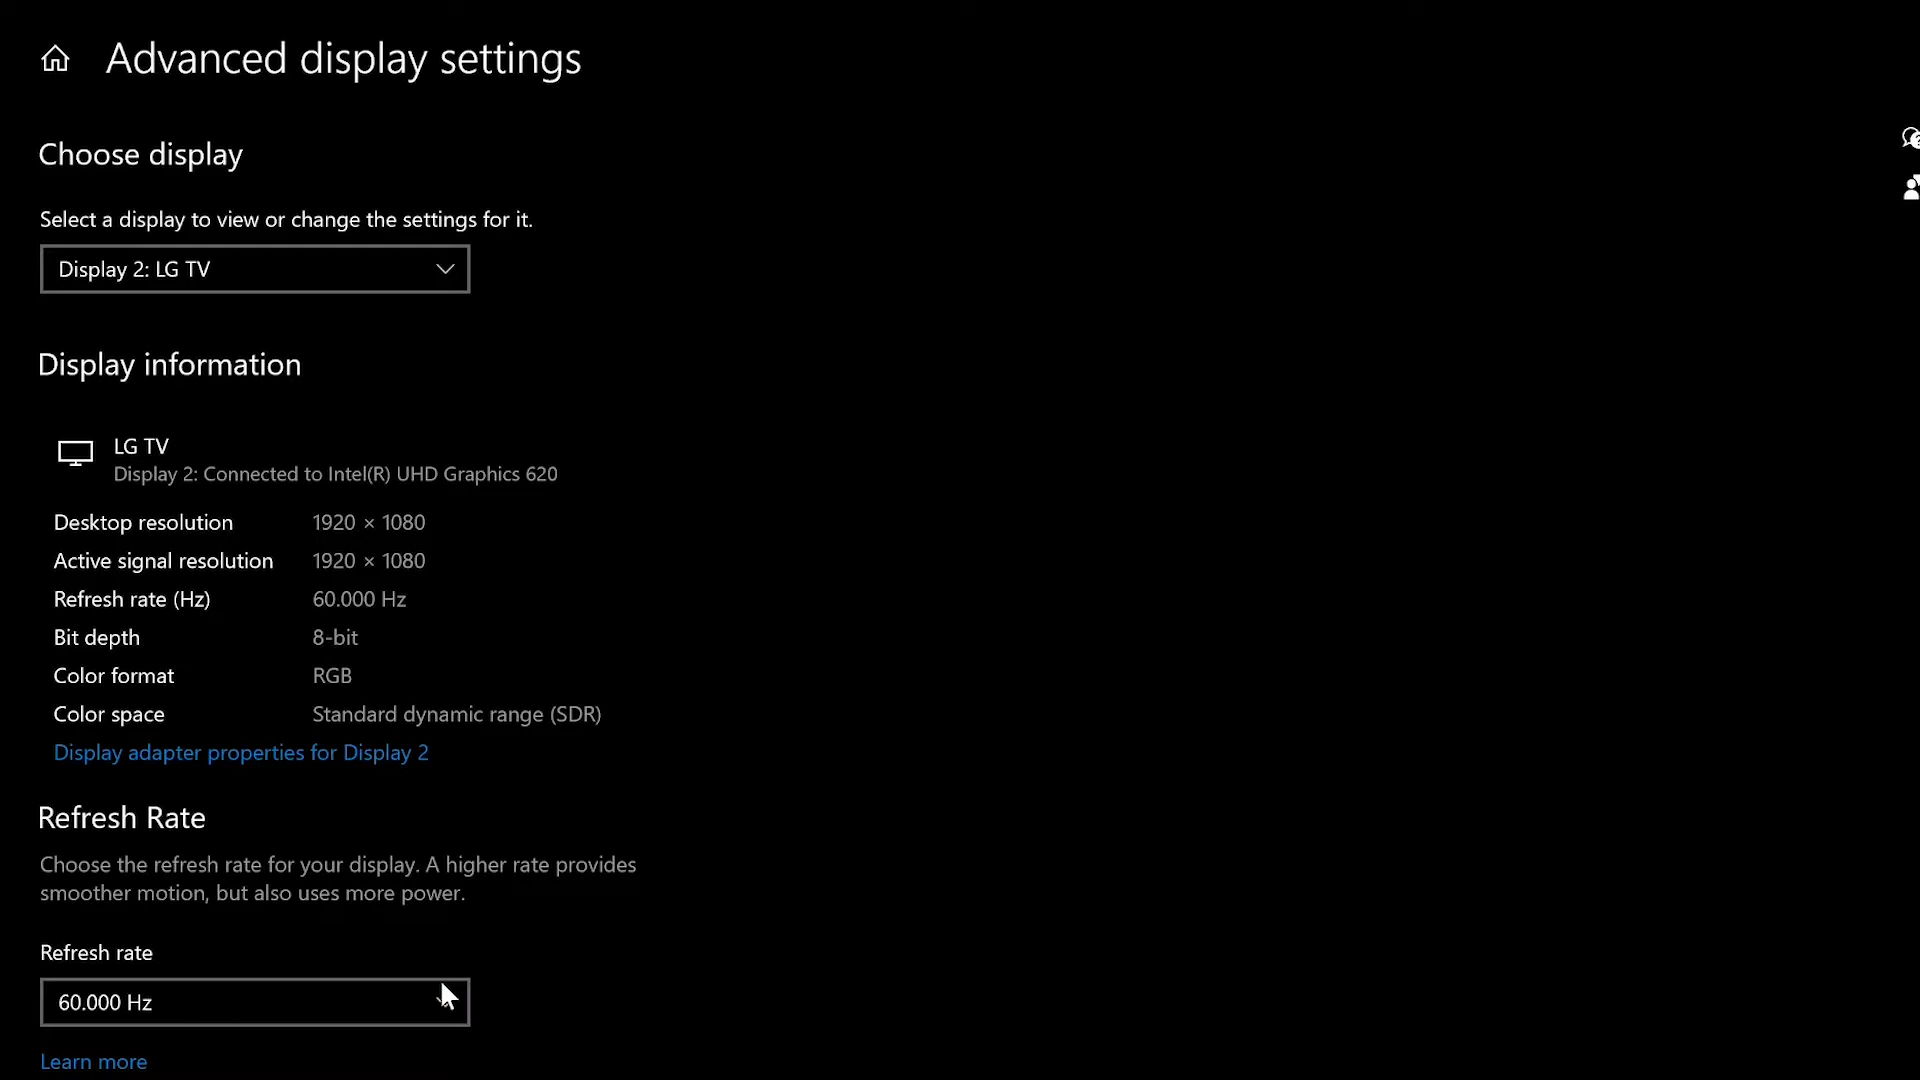 Advanced display settings
Choose display
Select a display to view or change the settings for it.
Display 2: LG TV
Display information
LG TV
Display 2: Connected to Intel(R) UHD Graphics 620
Desktop resolution 1920 × 1080
Active signal resolution 1920 × 1080
Refresh rate (Hz) 60.000 Hz
Bit depth 8-bit
Color format RGB
Color space Standard dynamic range (SDR)
Display adapter properties for Display 2
Refresh Rate
Choose the refresh rate for your display. A higher rate provides
smoother motion, but also uses more power.
Refresh rate
60.000 Hz
Learn more